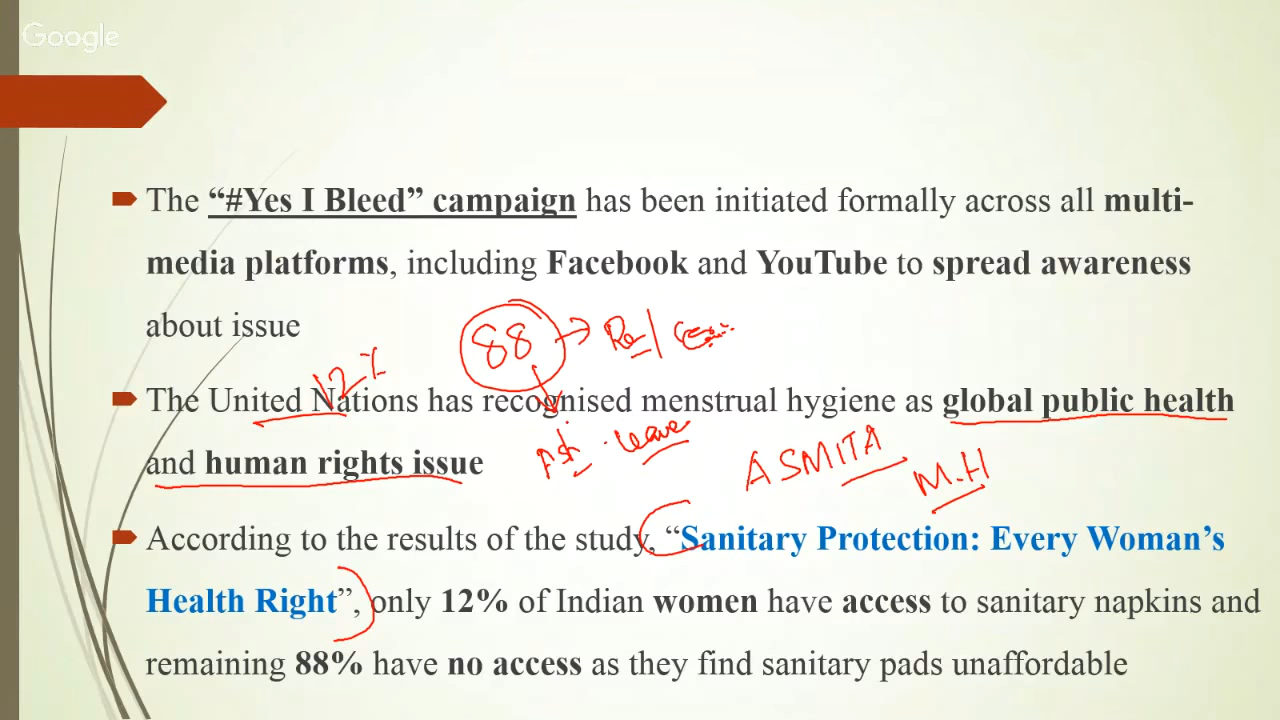 Google
The “#Yes I Bleed” campaign has been initiated formally across all multi-
media platforms, including Facebook and YouTube to spread awareness
about issue
88 → Re/
12%
The United Nations has recognised menstrual hygiene as global public health
leave
ASMITA
M.H
and human rights issue
According to the results of the study, “Sanitary Protection: Every Woman’s
Health Right”, only 12% of Indian women have access to sanitary napkins and
remaining 88% have no access as they find sanitary pads unaffordable